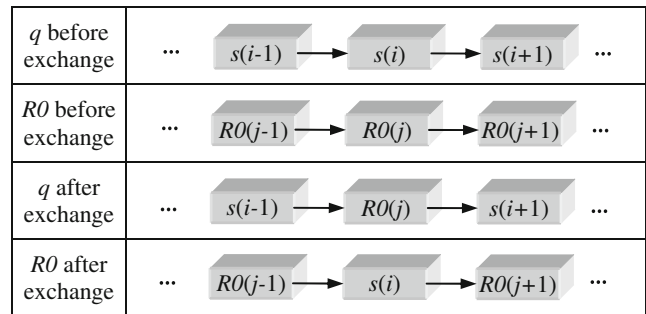 q before
exchange
... s(i-1) s(i) s(i+1) ...
R0 before
exchange
... R0(j-1) R0(j) R0(j+1) ...
q after
exchange
... s(i-1) R0(j) s(i+1) ...
R0 after
exchange
... R0(j-1) s(i) R0(j+1) ...